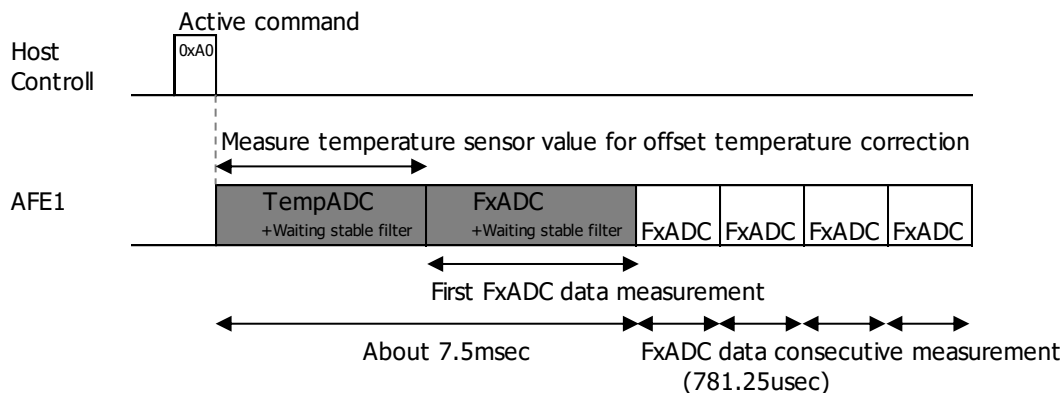 Active command
Host
Controll
0xA0
Measure temperature sensor value for offset temperature correction
AFE1
TempADC
+Waiting stable filter
FxADC
+Waiting stable filter
FxADC
FxADC
FxADC
FxADC
First FxADC data measurement
About 7.5msec
FxADC data consecutive measurement
(781.25usec)